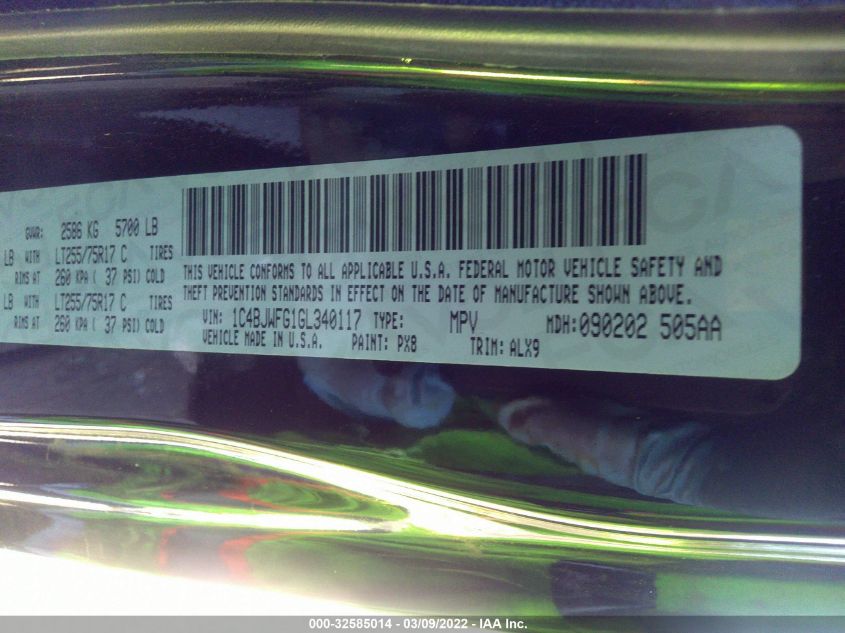 GVWR: 2586 KG 5700 LB
LB WITH LT255/75R17 C TIRES
RIMS AT 260 KPA ( 37 PSI) COLD
LB WITH LT255/75R17 C TIRES
RIMS AT 260 KPA ( 37 PSI) COLD
THIS VEHICLE CONFORMS TO ALL APPLICABLE U.S.A. FEDERAL MOTOR VEHICLE SAFETY AND
THEFT PREVENTION STANDARDS IN EFFECT ON THE DATE OF MANUFACTURE SHOWN ABOVE.
VIN: 1C4BJWFG1GL340117 TYPE: MPV MDH: 090202 505AA
VEHICLE MADE IN U.S.A. PAINT: PX8 TRIM: ALX9
000-32585014 - 03/09/2022 - IAA Inc.